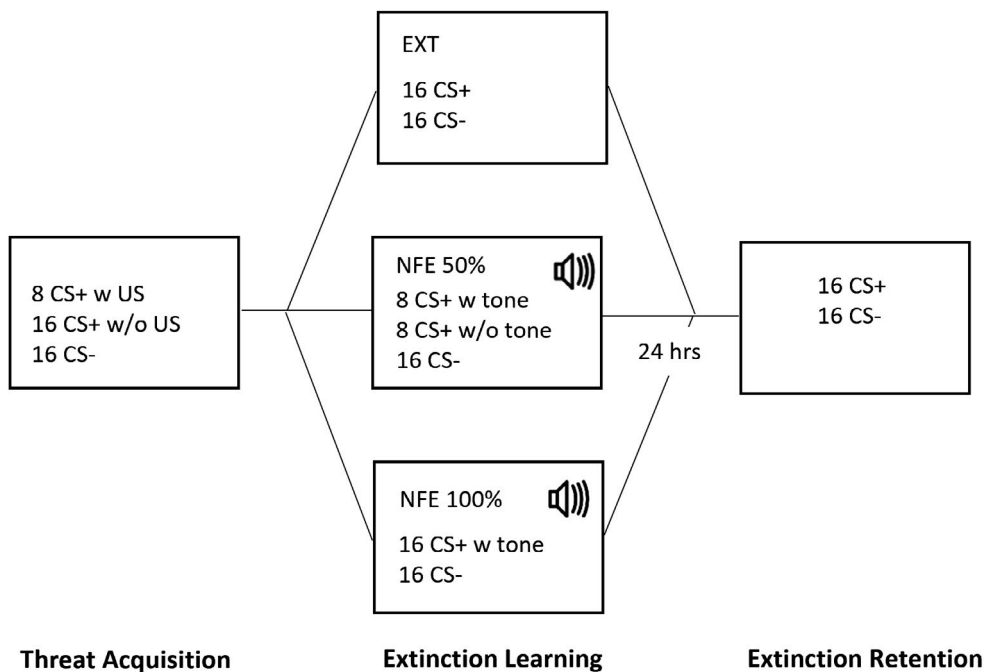 EXT
16 CS+
16 CS-
8 CS+ w US
16 CS+ w/o US
16 CS-
NFE 50%
8 CS+ w tone
8 CS+ w/o tone
16 CS-
NFE 100%
16 CS+ w tone
16 CS-
24 hrs
16 CS+
16 CS-
Threat Acquisition
Extinction Learning
Extinction Retention